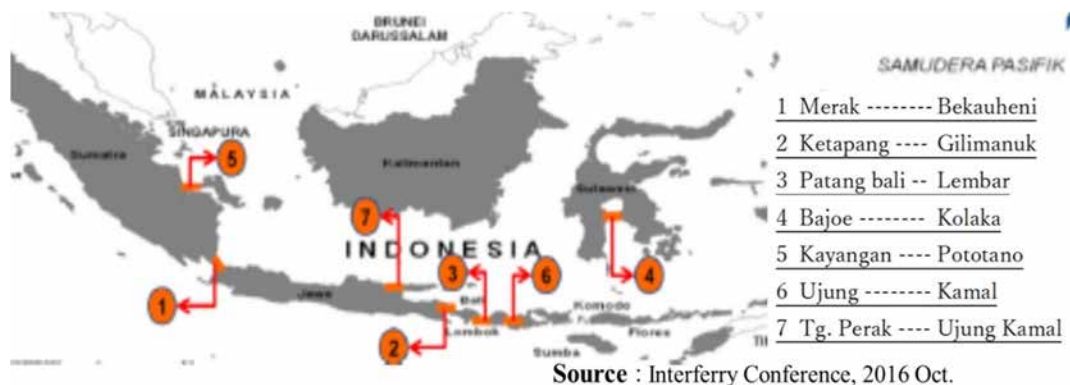 BRUNEI
DARUSSALAM
SAMUDERA PASIFIK
MALAYSIA
SINGAPURA
Sumatra
Kalimantan
Sulawesi
INDONESIA
Jawa
Bali
Lombok
Komodo
Flores
Sumba
1
2
3
4
5
6
7
1 Merak -------- Bekauheni
2 Ketapang ---- Gilimanuk
3 Patang bali -- Lembar
4 Bajoe -------- Kolaka
5 Kayangan ---- Pototano
6 Ujung -------- Kamal
7 Tg. Perak ---- Ujung Kamal
Source : Interferry Conference, 2016 Oct.